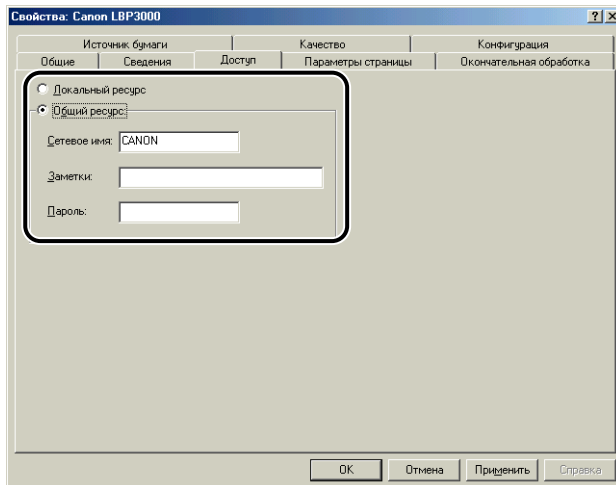 Свойства: Canon LBP3000
Источник бумаги Качество Конфигурация
Общие Сведения Доступ Параметры страницы Окончательная обработка
Локальный ресурс
Общий ресурс:
Сетевое имя: CANON
Заметки:
Пароль:
OK Отмена Применить Справка